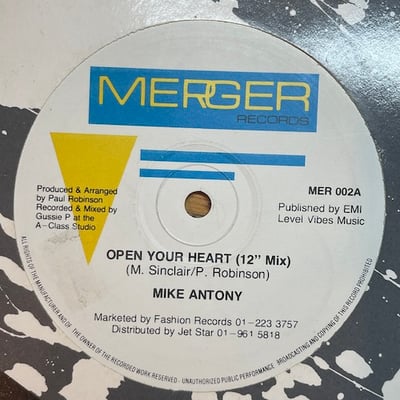 MERGER
RECORDS
MER 002A
Produced & Arranged
by Paul Robinson
Recorded & Mixed by
Gussie P at the
A-Class Studio
Published by EMI
Level Vibes Music
OPEN YOUR HEART (12” Mix)
(M. Sinclair/P. Robinson)
MIKE ANTONY
Marketed by Fashion Records 01-223 3757
Distributed by Jet Star 01-961 5818
ALL RIGHTS OF THE MANUFACTURER AND OF THE OWNER OF THE RECORDED WORK RESERVED - UNAUTHORIZED PUBLIC PERFORMANCE BROADCASTING AND COPYING OF THIS RECORD PROHIBITED